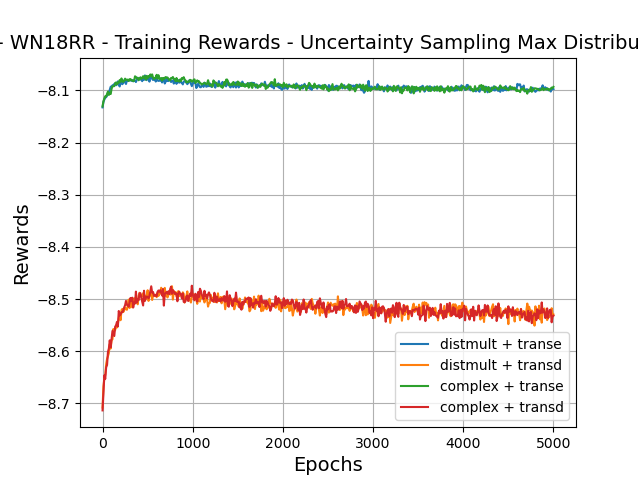 - WN18RR - Training Rewards - Uncertainty Sampling Max
Rewards
−8.1
−8.2
−8.3
−8.4
−8.5
−8.6
−8.7
distmult + transe
distmult + transd
complex + transe
complex + transd
0 1000 2000 3000 4000 5000
Epochs